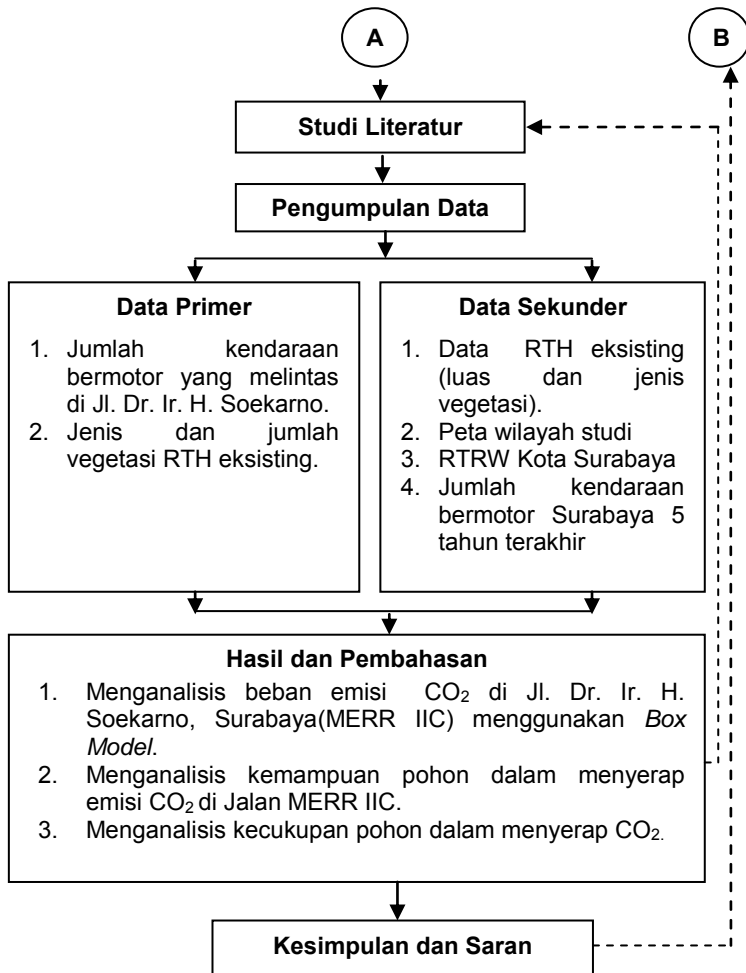 A
B
Studi Literatur
Pengumpulan Data
Data Primer
1. Jumlah kendaraan
bermotor yang melintas
di Jl. Dr. Ir. H. Soekarno.
2. Jenis dan jumlah
vegetasi RTH eksisting.
Data Sekunder
1. Data RTH eksisting
(luas dan jenis
vegetasi).
2. Peta wilayah studi
3. RTRW Kota Surabaya
4. Jumlah kendaraan
bermotor Surabaya 5
tahun terakhir
Hasil dan Pembahasan
1. Menganalisis beban emisi CO₂ di Jl. Dr. Ir. H.
Soekarno, Surabaya(MERR IIC) menggunakan Box
Model.
2. Menganalisis kemampuan pohon dalam menyerap
emisi CO₂ di Jalan MERR IIC.
3. Menganalisis kecukupan pohon dalam menyerap CO₂.
Kesimpulan dan Saran